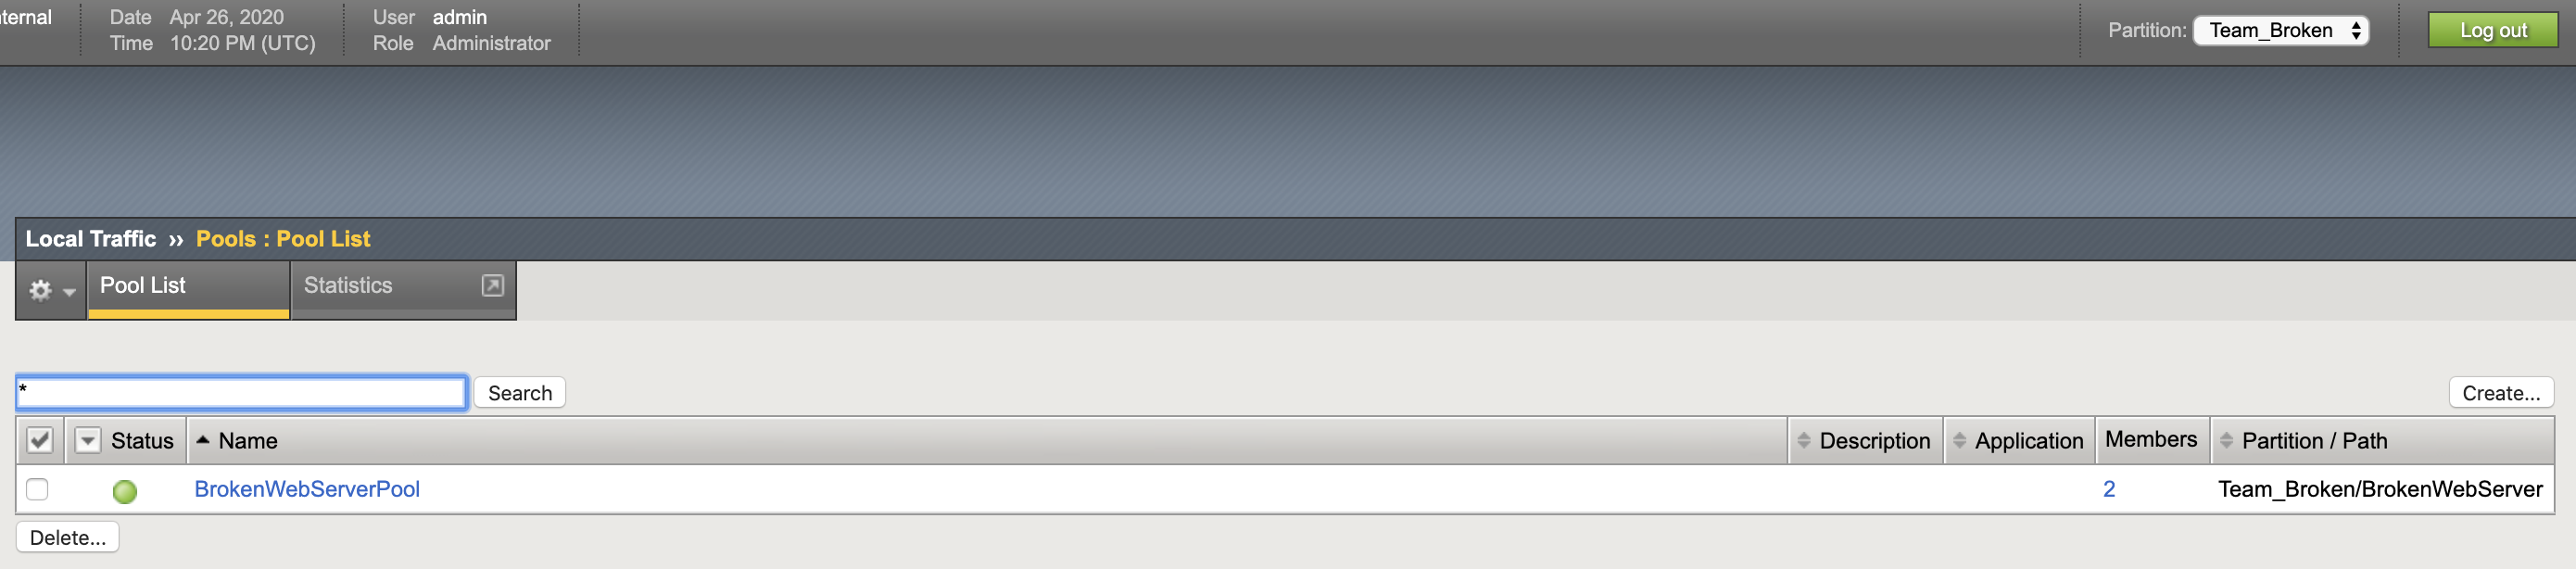 ternal
Date Apr 26, 2020
Time 10:20 PM (UTC)
User admin
Role Administrator
Partition: Team_Broken
Log out
Local Traffic ›› Pools : Pool List
Pool List
Statistics
*
Search
Create...
Status Name Description Application Members Partition / Path
BrokenWebServerPool 2 Team_Broken/BrokenWebServer
Delete...